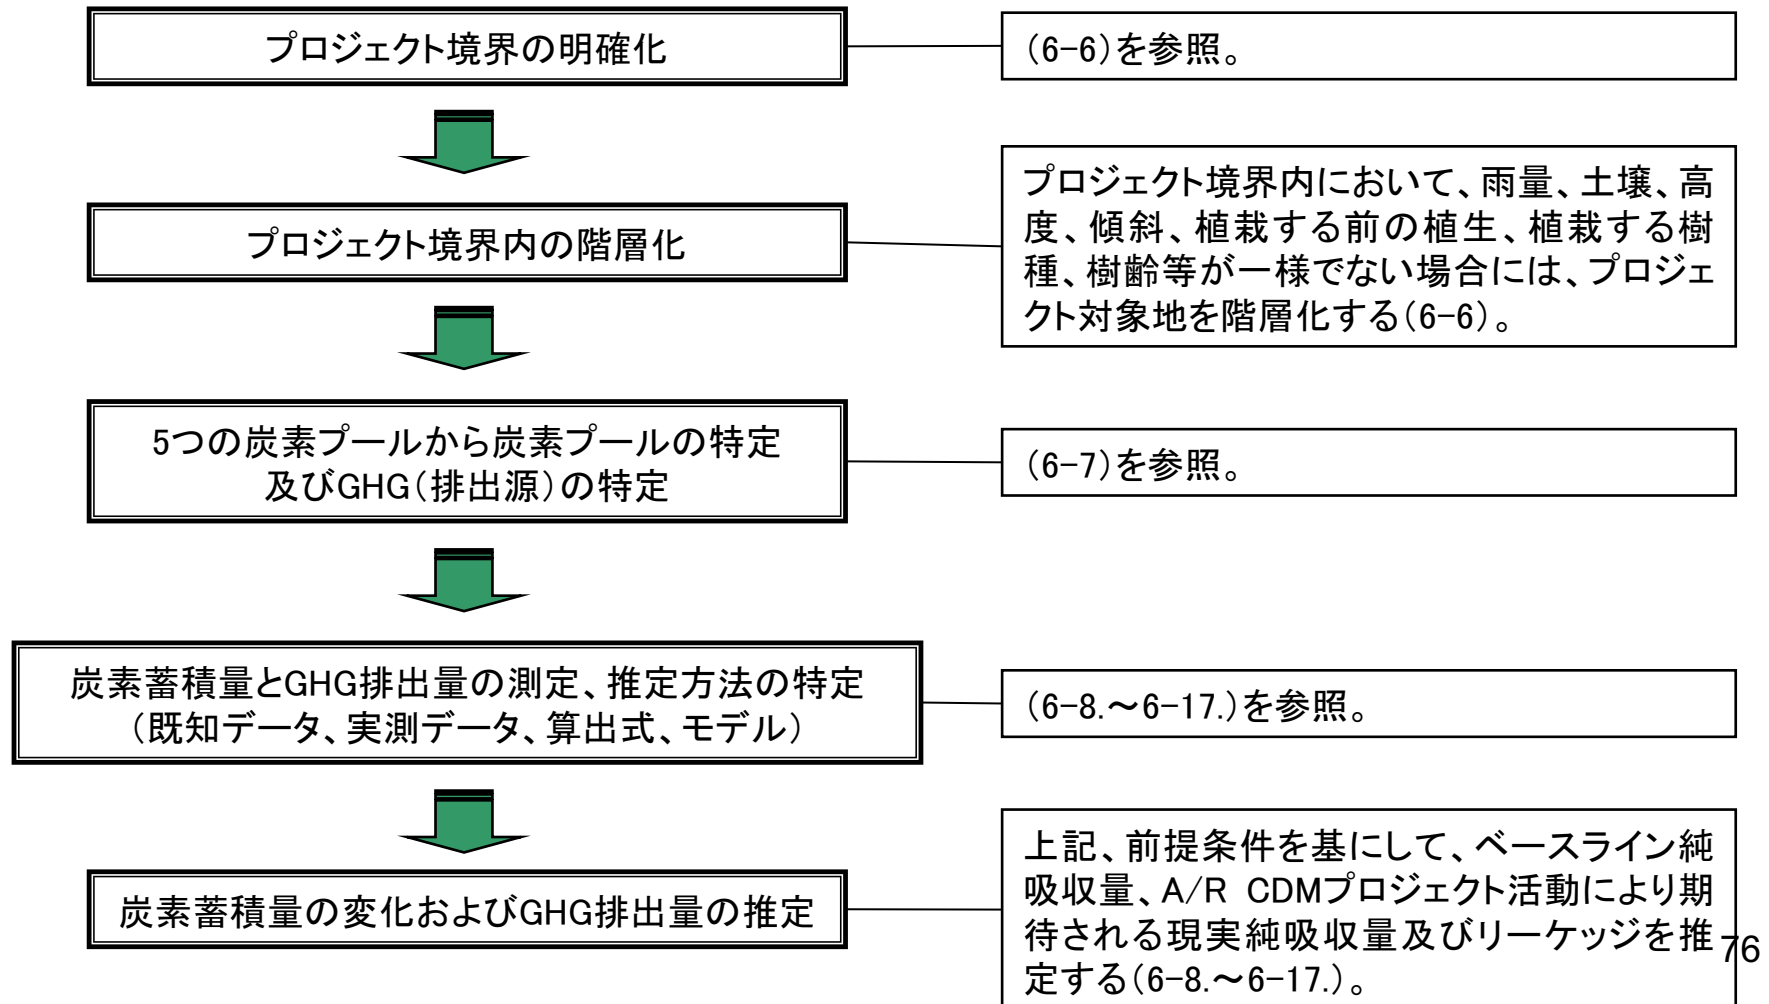 プロジェクト境界の明確化
(6-6)を参照。
プロジェクト境界内の階層化
プロジェクト境界内において、雨量、土壌、高
度、傾斜、植栽する前の植生、植栽する樹
種、樹齢等が一様でない場合には、プロジェ
クト対象地を階層化する(6-6)。
5つの炭素プールから炭素プールの特定
及びGHG(排出源)の特定
(6-7)を参照。
炭素蓄積量とGHG排出量の測定、推定方法の特定
(既知データ、実測データ、算出式、モデル)
(6-8.～6-17.)を参照。
炭素蓄積量の変化およびGHG排出量の推定
上記、前提条件を基にして、ベースライン純
吸収量、A/R CDMプロジェクト活動により期
待される現実純吸収量及びリーケッジを推
定する(6-8.～6-17.)。
76